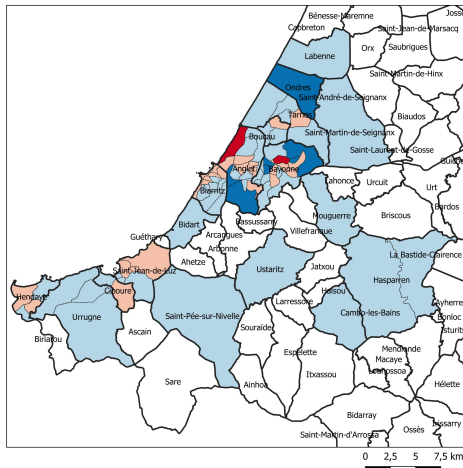 Bénesse-Maremne
Josse
Capbreton
Saint-Jean-de-Marsacq
Labenne
Orx
Saubrigues
Saint-Martin-de-Hinx
Ondres
Saint-André-de-Seignanx
Biaudos
Tarnos
Boucau
Saint-Martin-de-Seignanx
Saint-Laurent-de-Gosse
Anglet
Bayonne
Biarritz
Lahonce
Urcuit
Urt
Mouguerre
Briscous
Bardos
Bassussarry
Bidart
Villefranque
Guéthary
Arcangues
Arbonne
La Bastide-Clairence
Ahetze
Saint-Jean-de-Luz
Ustaritz
Jatxou
Hasparren
Hendaye
Ciboure
Halsou
Larressore
Ayherre
Urrugne
Saint-Pée-sur-Nivelle
Cambo-les-Bains
Bonloc
Souraïde
Isturits
Biriatou
Ascain
Espelette
Mendionde
Macaye
Louhossoa
Sare
Ainhoa
Itxassou
Hélette
Bidarray
Irissarry
Saint-Martin-d'Arrossa
Ossès
0 2,5 5 7,5 km